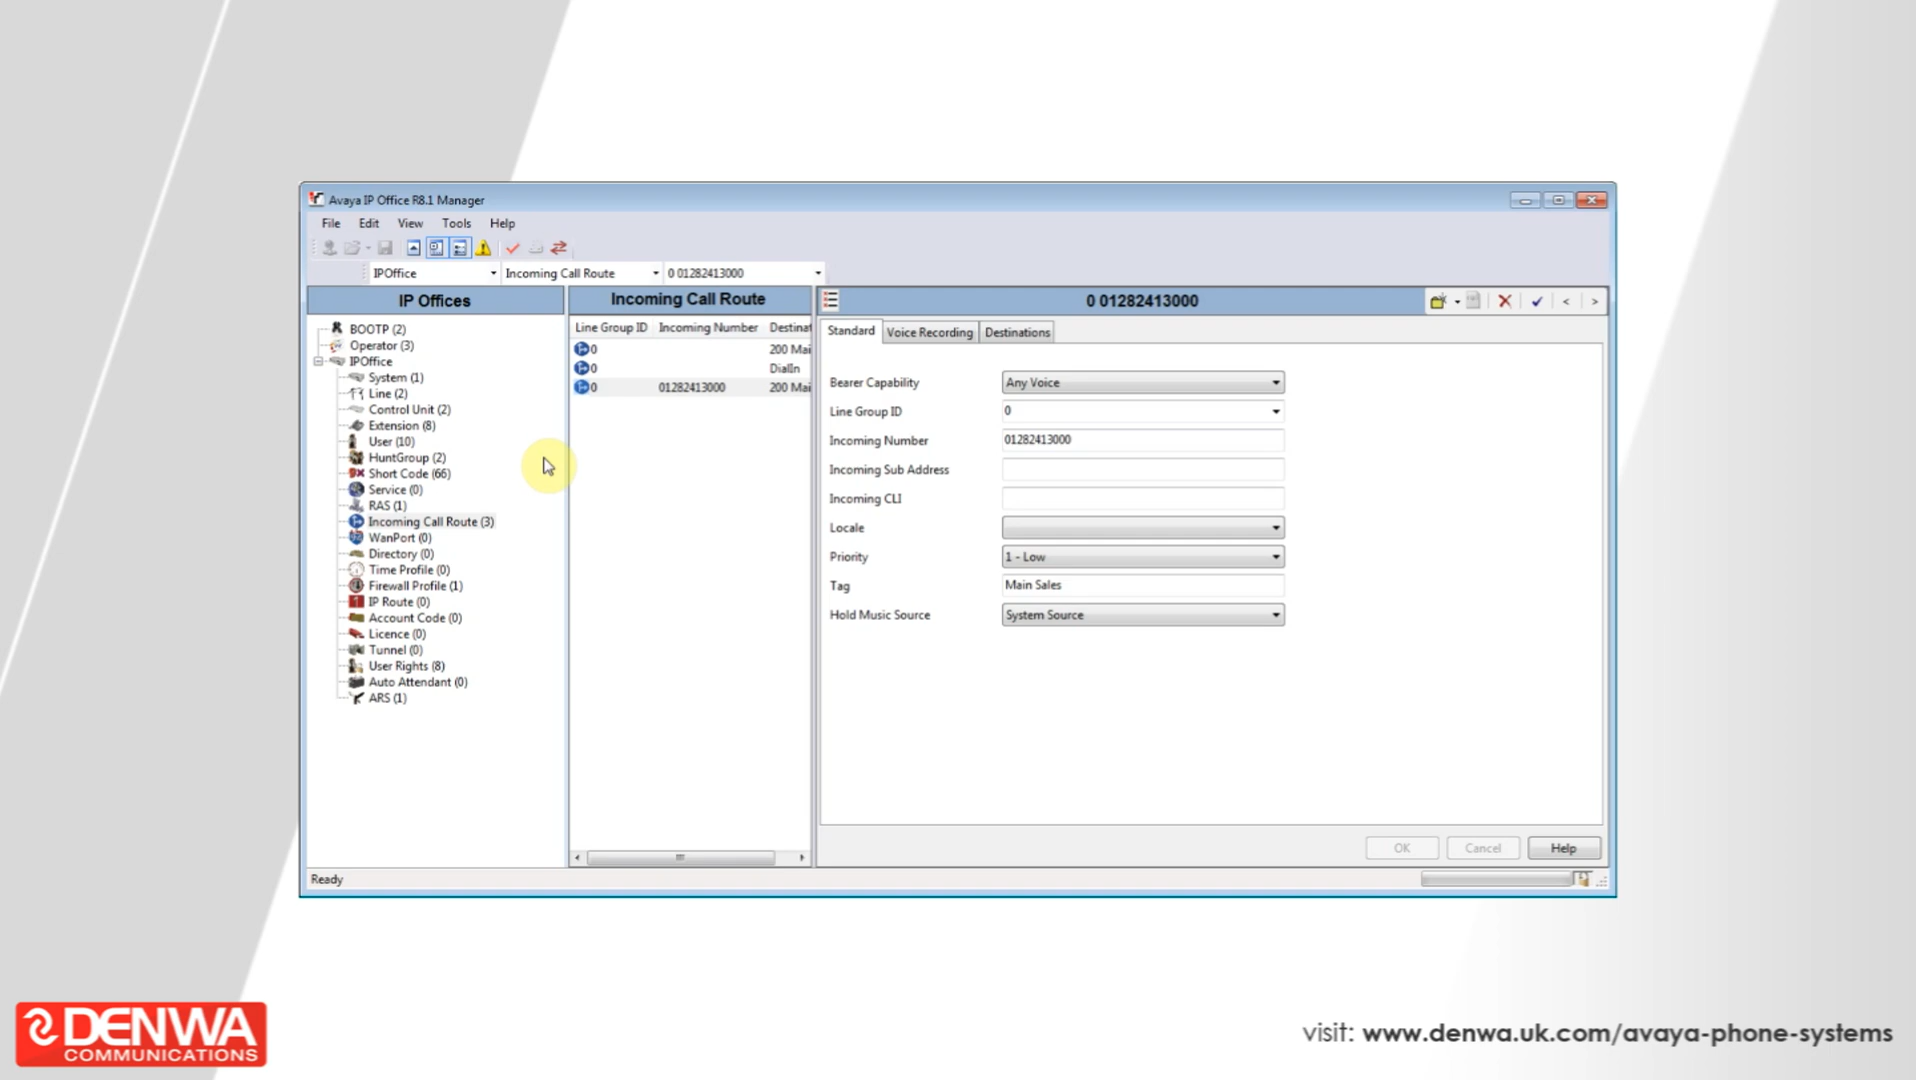 Avaya IP Office R8.1 Manager
File Edit View Tools Help
IPOffice Incoming Call Route 0 01282413000
IP Offices
BOOTP (2)
Operator (3)
IPOffice
System (1)
Line (2)
Control Unit (2)
Extension (8)
User (10)
HuntGroup (2)
Short Code (66)
Service (0)
RAS (1)
Incoming Call Route (3)
WanPort (0)
Directory (0)
Time Profile (0)
Firewall Profile (1)
IP Route (0)
Account Code (0)
Licence (0)
Tunnel (0)
User Rights (8)
Auto Attendant (0)
ARS (1)
Incoming Call Route
Line Group ID Incoming Number Destinat
0 200 Mai
0 DialIn
0 01282413000 200 Mai
0 01282413000
Standard Voice Recording Destinations
Bearer Capability Any Voice
Line Group ID 0
Incoming Number 01282413000
Incoming Sub Address
Incoming CLI
Locale
Priority 1 - Low
Tag Main Sales
Hold Music Source System Source
OK Cancel Help
Ready
DENWA
COMMUNICATIONS
visit: www.denwa.uk.com/avaya-phone-systems